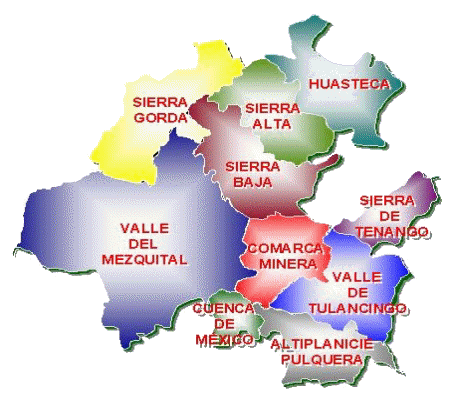 HUASTECA
SIERRA
GORDA
SIERRA
ALTA
SIERRA
BAJA
SIERRA
DE
TENANGO
VALLE
DEL
MEZQUITAL
COMARCA
MINERA
VALLE
DE
TULANCINGO
CUENCA
DE
MÉXICO
ALTIPLANICIE
PULQUERA